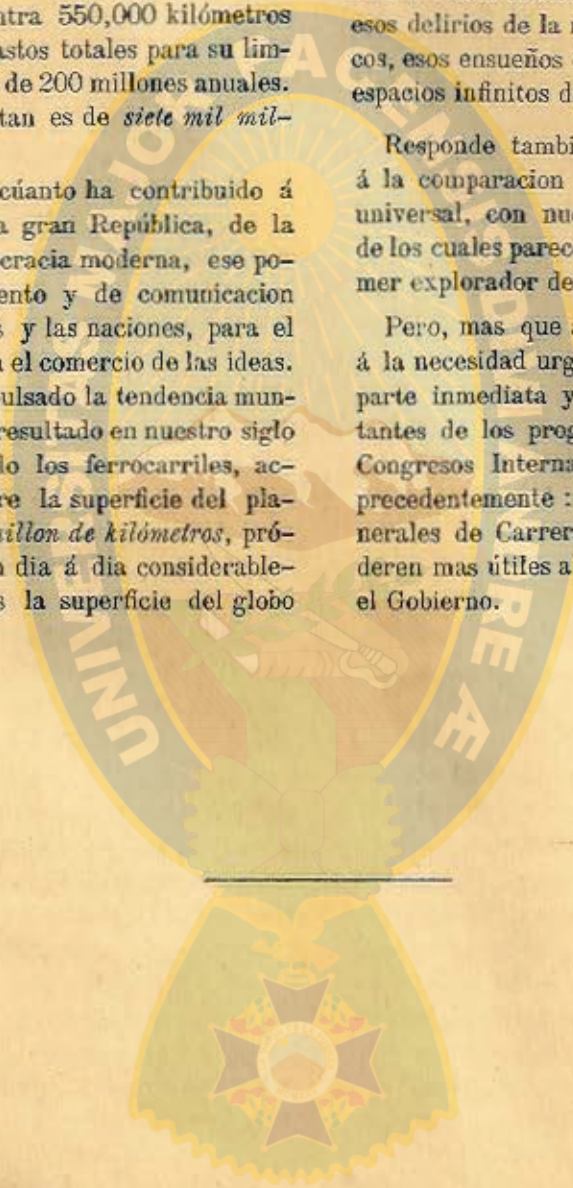 ntra 550,000 kilómetros
astos totales para su lim-
de 200 millones anuales.
tan es de siete mil mil-
cúanto ha contribuido á
a gran República, de la
cracia moderna, ese po-
ento y de comunicacion
s y las naciones, para el
a el comercio de las ideas.
pulsado la tendencia mun-
resultado en nuestro siglo
lo los ferrocarriles, ac-
re la superficie del pla-
millon de kilómetros, pró-
n dia á dia considerable-
s la superficie del globo
esos delirios de la
cos, esos ensueños
espacios infinitos d
Responde tambi
á la comparacion
universal, con nu
de los cuales parec
mer explorador de
Pero, mas que
á la necesidad urg
parte inmediata y
tantes de los prog
Congresos Interna
precedentemente :
nerales de Carrer
deren mas útiles a
el Gobierno.